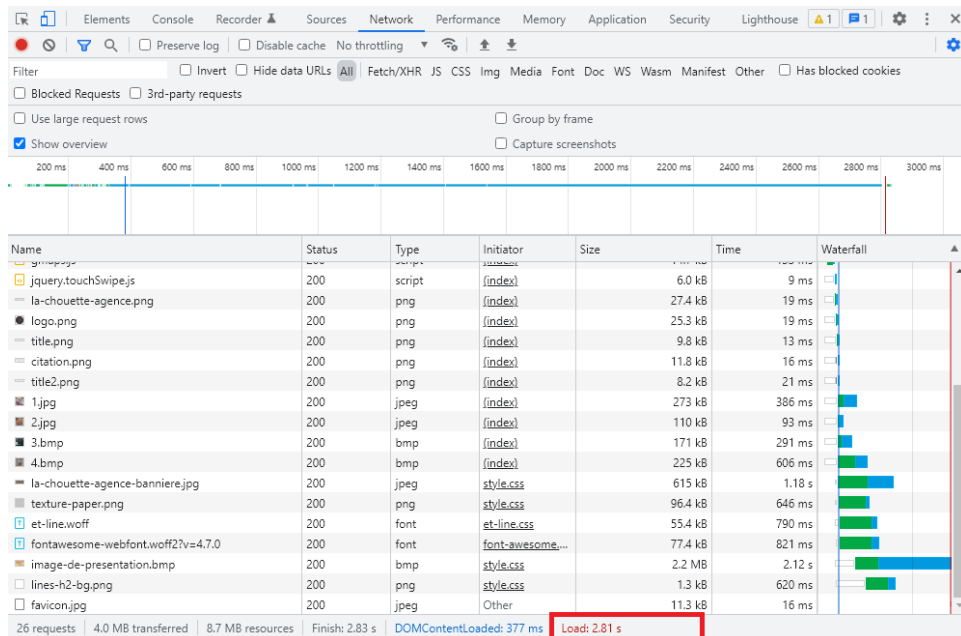 Elements Console Recorder Sources Network Performance Memory Application Security Lighthouse 1 1
Preserve log Disable cache No throttling
Filter Invert Hide data URLs All Fetch/XHR JS CSS Img Media Font Doc WS Wasm Manifest Other Has blocked cookies
Blocked Requests 3rd-party requests
Use large request rows Group by frame
Show overview Capture screenshots
200 ms 400 ms 600 ms 800 ms 1000 ms 1200 ms 1400 ms 1600 ms 1800 ms 2000 ms 2200 ms 2400 ms 2600 ms 2800 ms 3000 ms
Name Status Type Initiator Size Time Waterfall
jquery.touchSwipe.js 200 script (index) 6.0 kB 9 ms
la-chouette-agence.png 200 png (index) 27.4 kB 19 ms
logo.png 200 png (index) 25.3 kB 19 ms
title.png 200 png (index) 9.8 kB 13 ms
citation.png 200 png (index) 11.8 kB 16 ms
title2.png 200 png (index) 8.2 kB 21 ms
1.jpg 200 jpeg (index) 273 kB 386 ms
2.jpg 200 jpeg (index) 110 kB 93 ms
3.bmp 200 bmp (index) 171 kB 291 ms
4.bmp 200 bmp (index) 225 kB 606 ms
la-chouette-agence-banniere.jpg 200 jpeg style.css 615 kB 1.18 s
texture-paper.png 200 png style.css 96.4 kB 646 ms
et-line.woff 200 font et-line.css 55.4 kB 790 ms
fontawesome-webfont.woff2?v=4.7.0 200 font font-awesome.... 77.4 kB 821 ms
image-de-presentation.bmp 200 bmp style.css 2.2 MB 2.12 s
lines-h2-bg.png 200 png style.css 1.3 kB 620 ms
favicon.jpg 200 jpeg Other 11.3 kB 16 ms
26 requests 4.0 MB transferred 8.7 MB resources Finish: 2.83 s DOMContentLoaded: 377 ms Load: 2.81 s